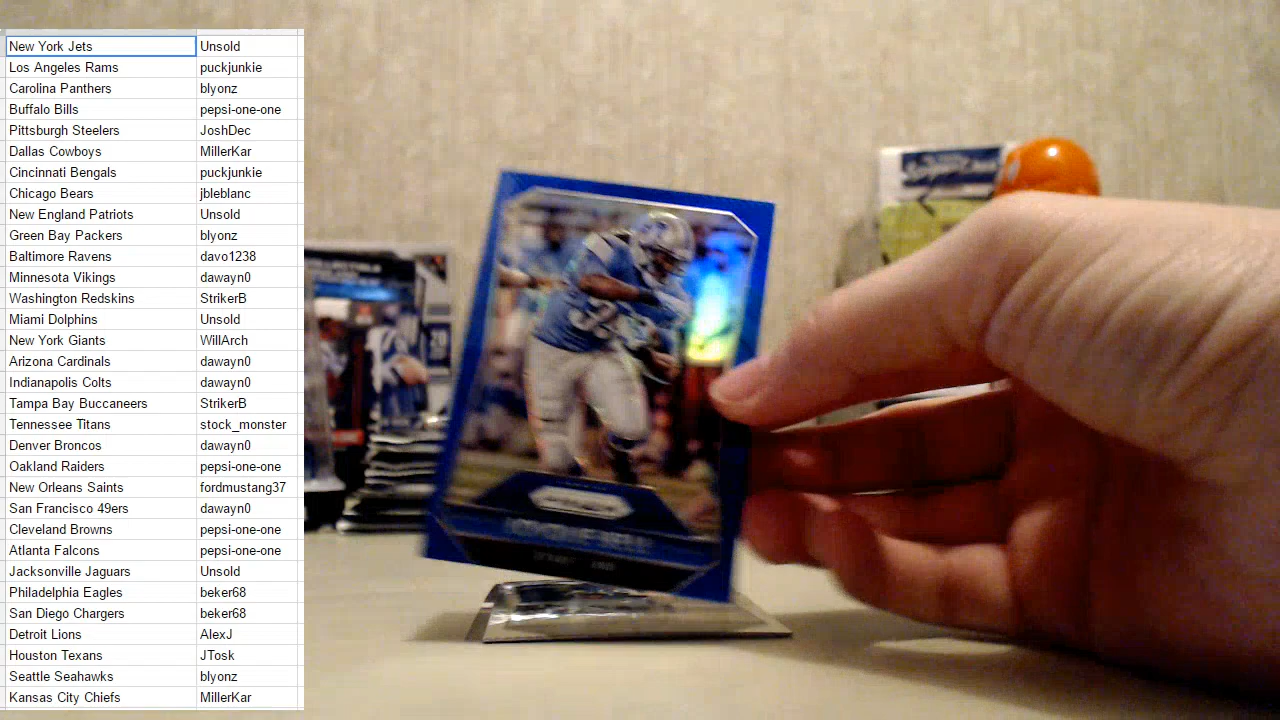 New York Jets Unsold
Los Angeles Rams puckjunkie
Carolina Panthers blyonz
Buffalo Bills pepsi-one-one
Pittsburgh Steelers JoshDec
Dallas Cowboys MillerKar
Cincinnati Bengals puckjunkie
Chicago Bears jbleblanc
New England Patriots Unsold
Green Bay Packers blyonz
Baltimore Ravens davo1238
Minnesota Vikings dawayn0
Washington Redskins StrikerB
Miami Dolphins Unsold
New York Giants WillArch
Arizona Cardinals dawayn0
Indianapolis Colts dawayn0
Tampa Bay Buccaneers StrikerB
Tennessee Titans stock_monster
Denver Broncos dawayn0
Oakland Raiders pepsi-one-one
New Orleans Saints fordmustang37
San Francisco 49ers dawayn0
Cleveland Browns pepsi-one-one
Atlanta Falcons pepsi-one-one
Jacksonville Jaguars Unsold
Philadelphia Eagles beker68
San Diego Chargers beker68
Detroit Lions AlexJ
Houston Texans JTosk
Seattle Seahawks blyonz
Kansas City Chiefs MillerKar